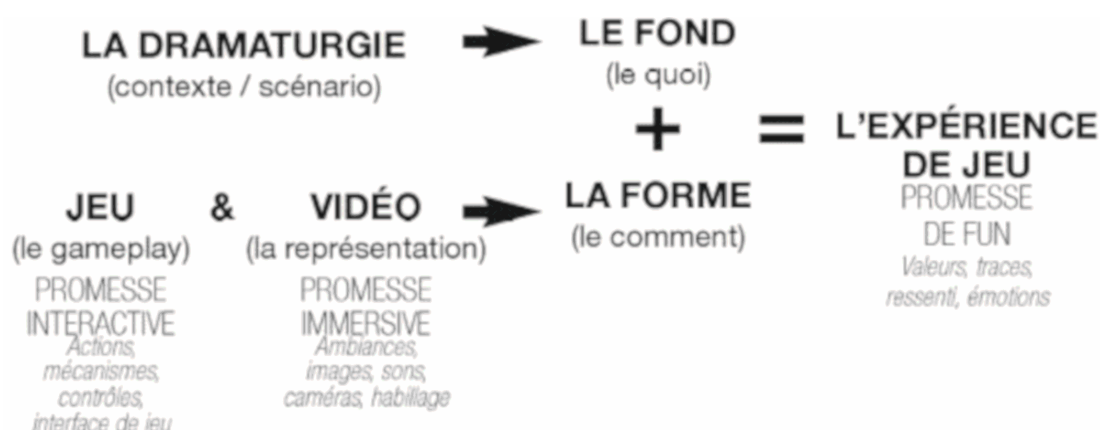 LA DRAMATURGIE
(contexte / scénario)
LE FOND
(le quoi)
+
=
L'EXPÉRIENCE
DE JEU
PROMESSE
DE FUN
Valeurs, traces,
ressenti, émotions
JEU
&
VIDÉO
LA FORME
(le comment)
(le gameplay)
(la représentation)
PROMESSE
INTERACTIVE
Actions,
mécanismes,
contrôles,
interface de jeu
PROMESSE
IMMERSIVE
Ambiances,
images, sons,
caméras, habillage